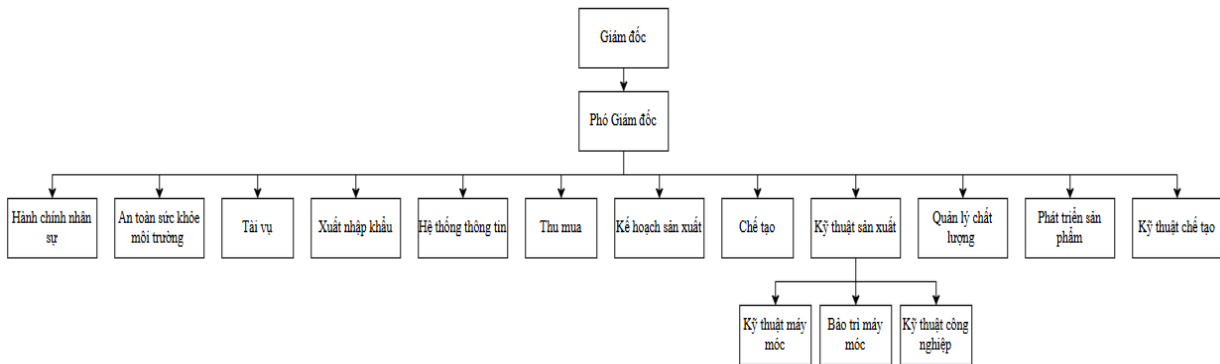 Giám đốc
Phó Giám đốc
Hành chính nhân
sự
An toàn sức khỏe
môi trường
Tài vụ
Xuất nhập khẩu
Hệ thống thông tin
Thu mua
Kế hoạch sản xuất
Chế tạo
Kỹ thuật sản xuất
Quản lý chất
lượng
Phát triển sản
phẩm
Kỹ thuật chế tạo
Kỹ thuật máy
móc
Bảo trì máy
móc
Kỹ thuật công
nghiệp